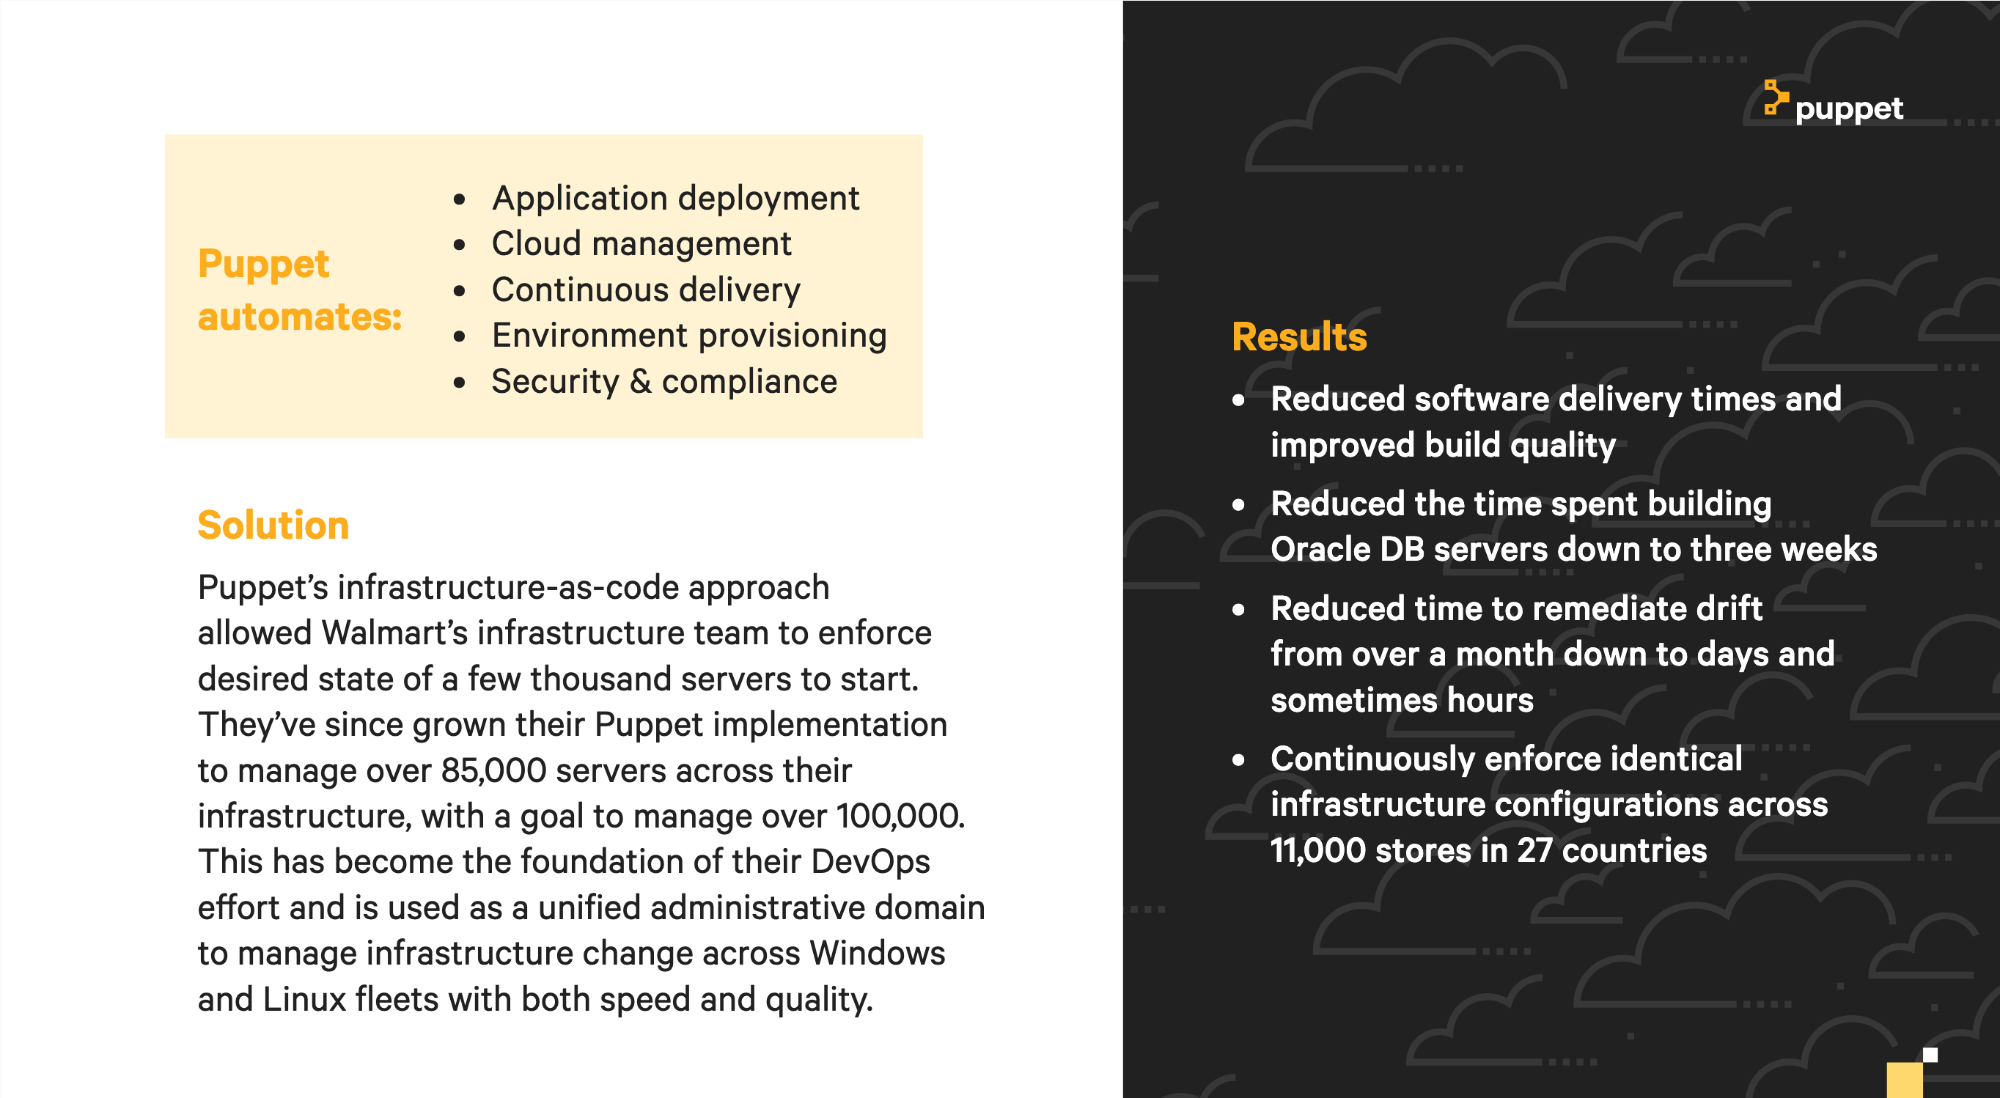 Puppet
automates:
• Application deployment
• Cloud management
• Continuous delivery
• Environment provisioning
• Security & compliance
Solution
Puppet’s infrastructure-as-code approach
allowed Walmart’s infrastructure team to enforce
desired state of a few thousand servers to start.
They’ve since grown their Puppet implementation
to manage over 85,000 servers across their
infrastructure, with a goal to manage over 100,000.
This has become the foundation of their DevOps
effort and is used as a unified administrative domain
to manage infrastructure change across Windows
and Linux fleets with both speed and quality.
puppet
Results
• Reduced software delivery times and
improved build quality
• Reduced the time spent building
Oracle DB servers down to three weeks
• Reduced time to remediate drift
from over a month down to days and
sometimes hours
• Continuously enforce identical
infrastructure configurations across
11,000 stores in 27 countries